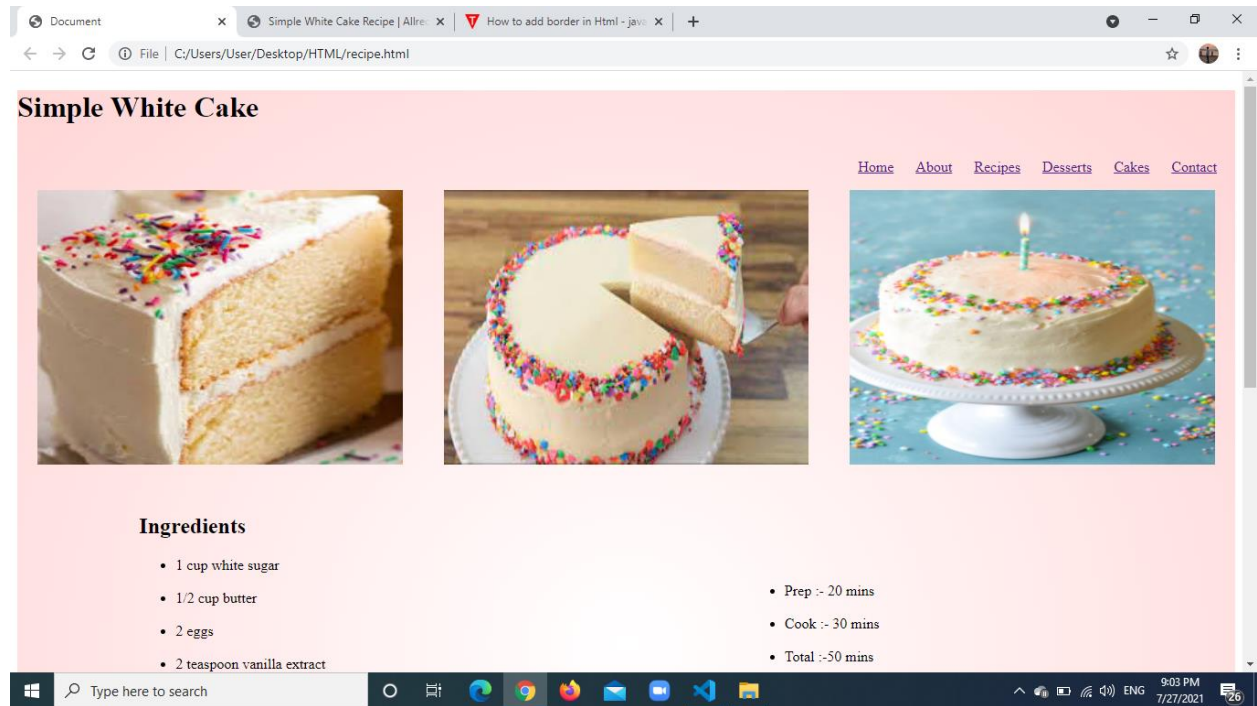 Document
Simple White Cake Recipe | Allrec
How to add border in Html - java
File | C:/Users/User/Desktop/HTML/recipe.html
Simple White Cake
Home About Recipes Desserts Cakes Contact
Ingredients
• 1 cup white sugar
• 1/2 cup butter
• 2 eggs
• 2 teaspoon vanilla extract
• Prep :- 20 mins
• Cook :- 30 mins
• Total :-50 mins
Type here to search
ENG
9:03 PM
7/27/2021
26